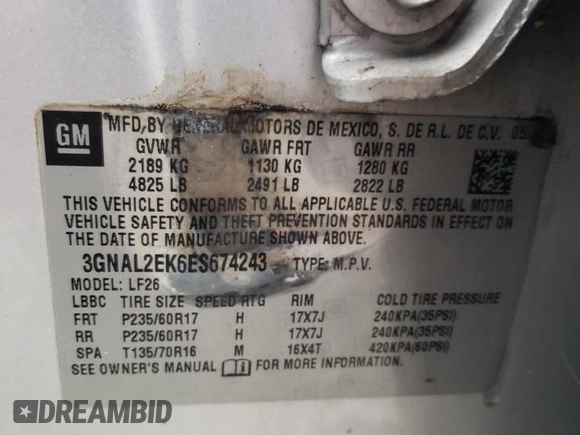 GM
MFD, BY GENERAL MOTORS DE MEXICO, S. DE R.L. DE C.V. 05
GVWR GAWR FRT GAWR RR
2189 KG 1130 KG 1280 KG
4825 LB 2491 LB 2822 LB
THIS VEHICLE CONFORMS TO ALL APPLICABLE U.S. FEDERAL MOTOR
VEHICLE SAFETY AND THEFT PREVENTION STANDARDS IN EFFECT ON
THE DATE OF MANUFACTURE SHOWN ABOVE.
3GNAL2EK6ES674243 TYPE: M.P.V.
MODEL: LF26
LBBC TIRE SIZE SPEED RTG RIM COLD TIRE PRESSURE
FRT P235/60R17 H 17X7J 240KPA(35PSI)
RR P235/60R17 H 17X7J 240KPA(35PSI)
SPA T135/70R16 M 16X4T 420KPA(60PSI)
SEE OWNER'S MANUAL FOR MORE INFORMATION.
DREAMBID